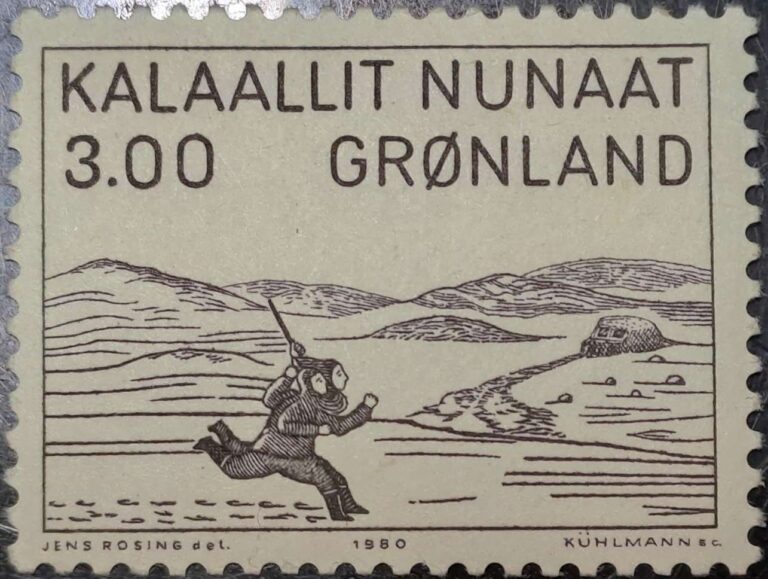 KALAALLIT NUNAAT
3.00 GRØNLAND
JENS ROSING del. 1980 KÜHLMANN sc.